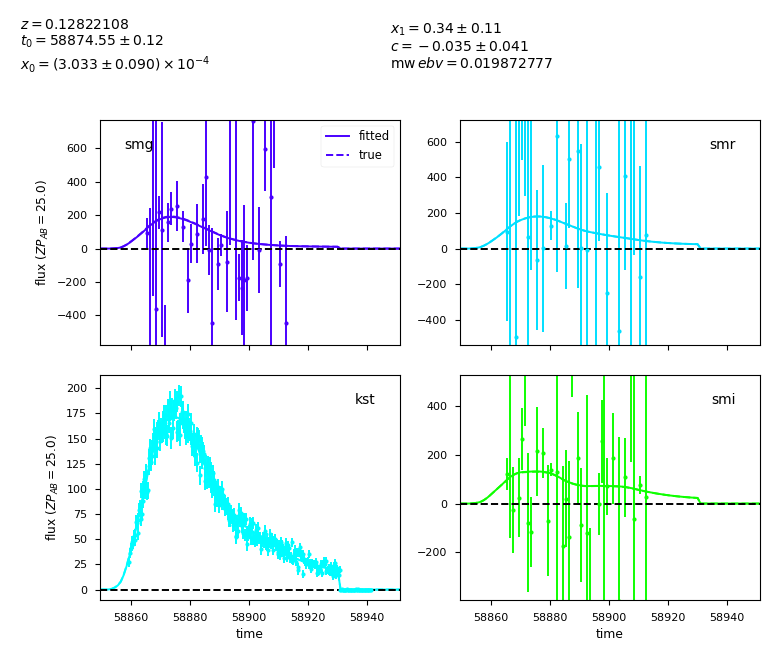 z = 0.12822108
t₀ = 58874.55 ± 0.12
x₀ = (3.033 ± 0.090) × 10⁻⁴
x₁ = 0.34 ± 0.11
c = −0.035 ± 0.041
mw ebv = 0.019872777
smg
fitted
true
600
400
200
0
−200
−400
flux (ZP_AB = 25.0)
smr
600
400
200
0
−200
−400
kst
200
175
150
125
100
75
50
25
0
flux (ZP_AB = 25.0)
58860 58880 58900 58920 58940
time
smi
400
200
0
−200
58860 58880 58900 58920 58940
time